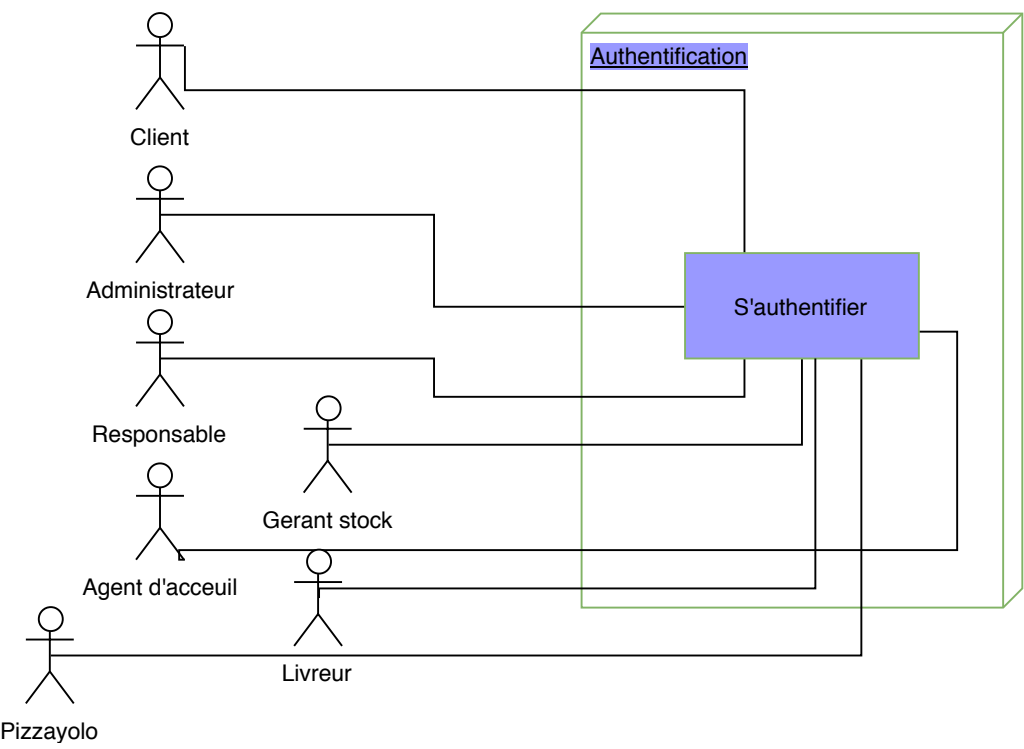 Authentification
Client
Administrateur
S'authentifier
Responsable
Gerant stock
Agent d'acceuil
Livreur
Pizzayolo